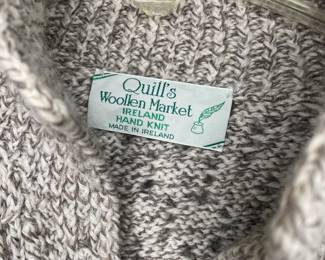 Quill's
Woollen Market
IRELAND
HAND KNIT
MADE IN IRELAND